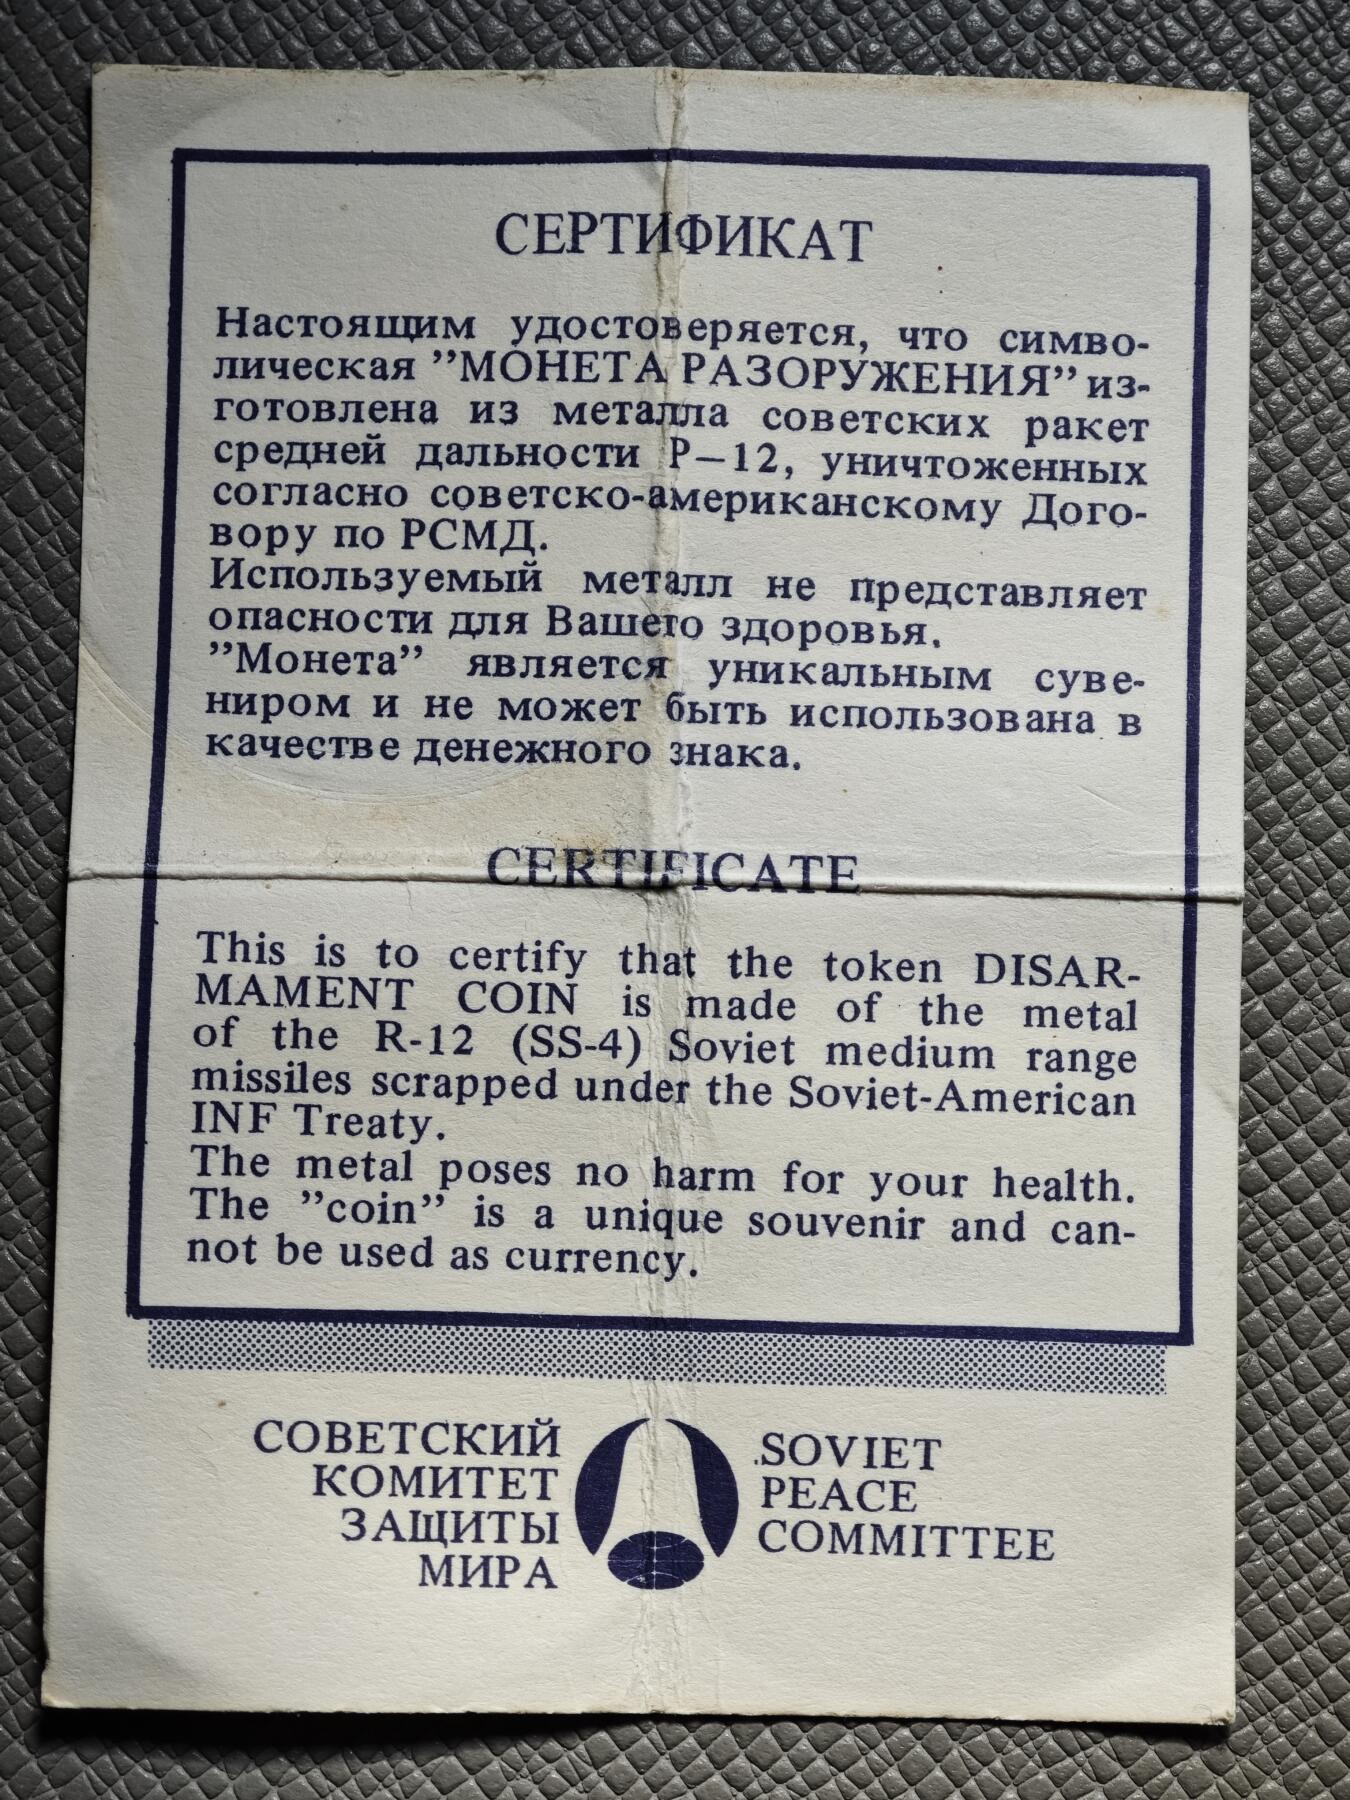 СЕРТИФИКАТ
Настоящим удостоверяется, что симво-
лическая ”МОНЕТА РАЗОРУЖЕНИЯ” из-
готовлена из металла советских ракет
средней дальности Р—12, уничтоженных
согласно советско-американскому Дого-
вору по РСМД.
Используемый металл не представляет
опасности для Вашего здоровья.
”Монета” является уникальным суве-
ниром и не может быть использована в
качестве денежного знака.
CERTIFICATE
This is to certify that the token DISAR-
MAMENT COIN is made of the metal
of the R-12 (SS-4) Soviet medium range
missiles scrapped under the Soviet-American
INF Treaty.
The metal poses no harm for your health.
The ”coin” is a unique souvenir and can-
not be used as currency.
СОВЕТСКИЙ
КОМИТЕТ
ЗАЩИТЫ
МИРА
SOVIET
PEACE
COMMITTEE